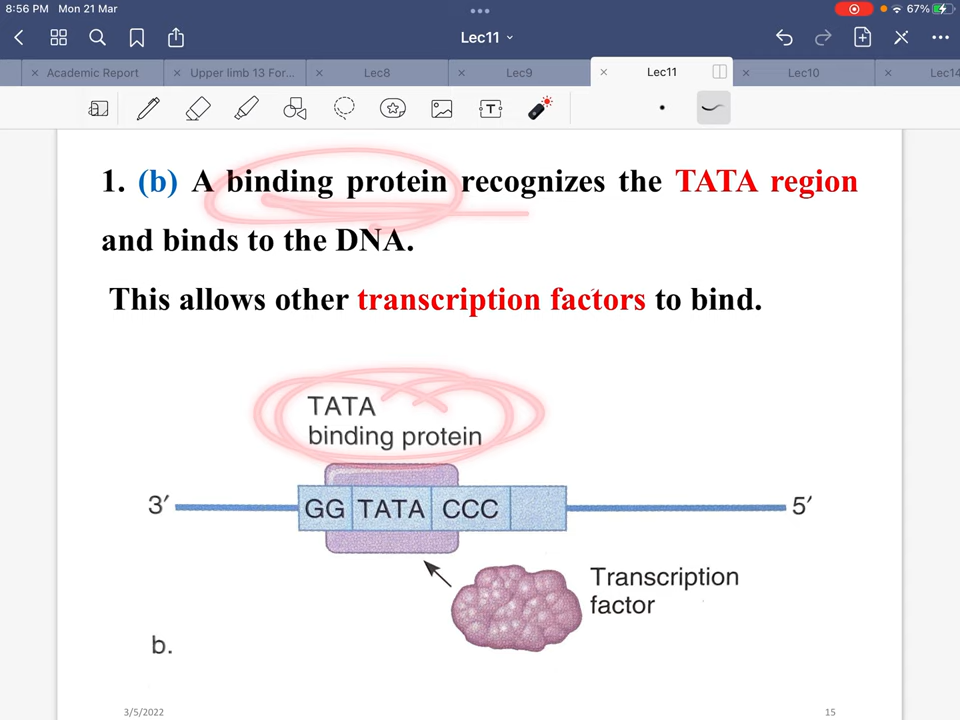 8:56 PM Mon 21 Mar
67%
Lec11
Academic Report
Upper limb 13 For...
Lec8
Lec9
Lec11
Lec10
Lec14
T
1. (b) A binding protein recognizes the TATA region
and binds to the DNA.
This allows other transcription factors to bind.
TATA
binding protein
3′ GG TATA CCC 5′
Transcription
factor
b.
3/5/2022
15